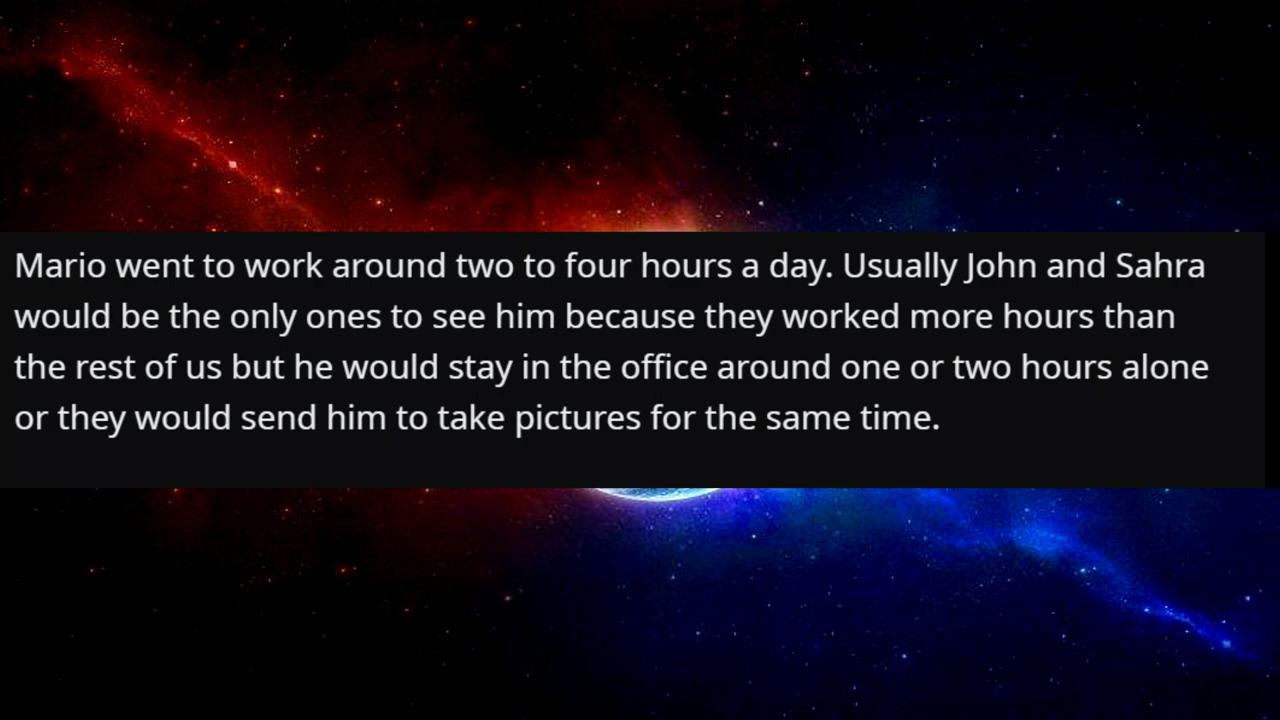 Mario went to work around two to four hours a day. Usually John and Sahra
would be the only ones to see him because they worked more hours than
the rest of us but he would stay in the office around one or two hours alone
or they would send him to take pictures for the same time.